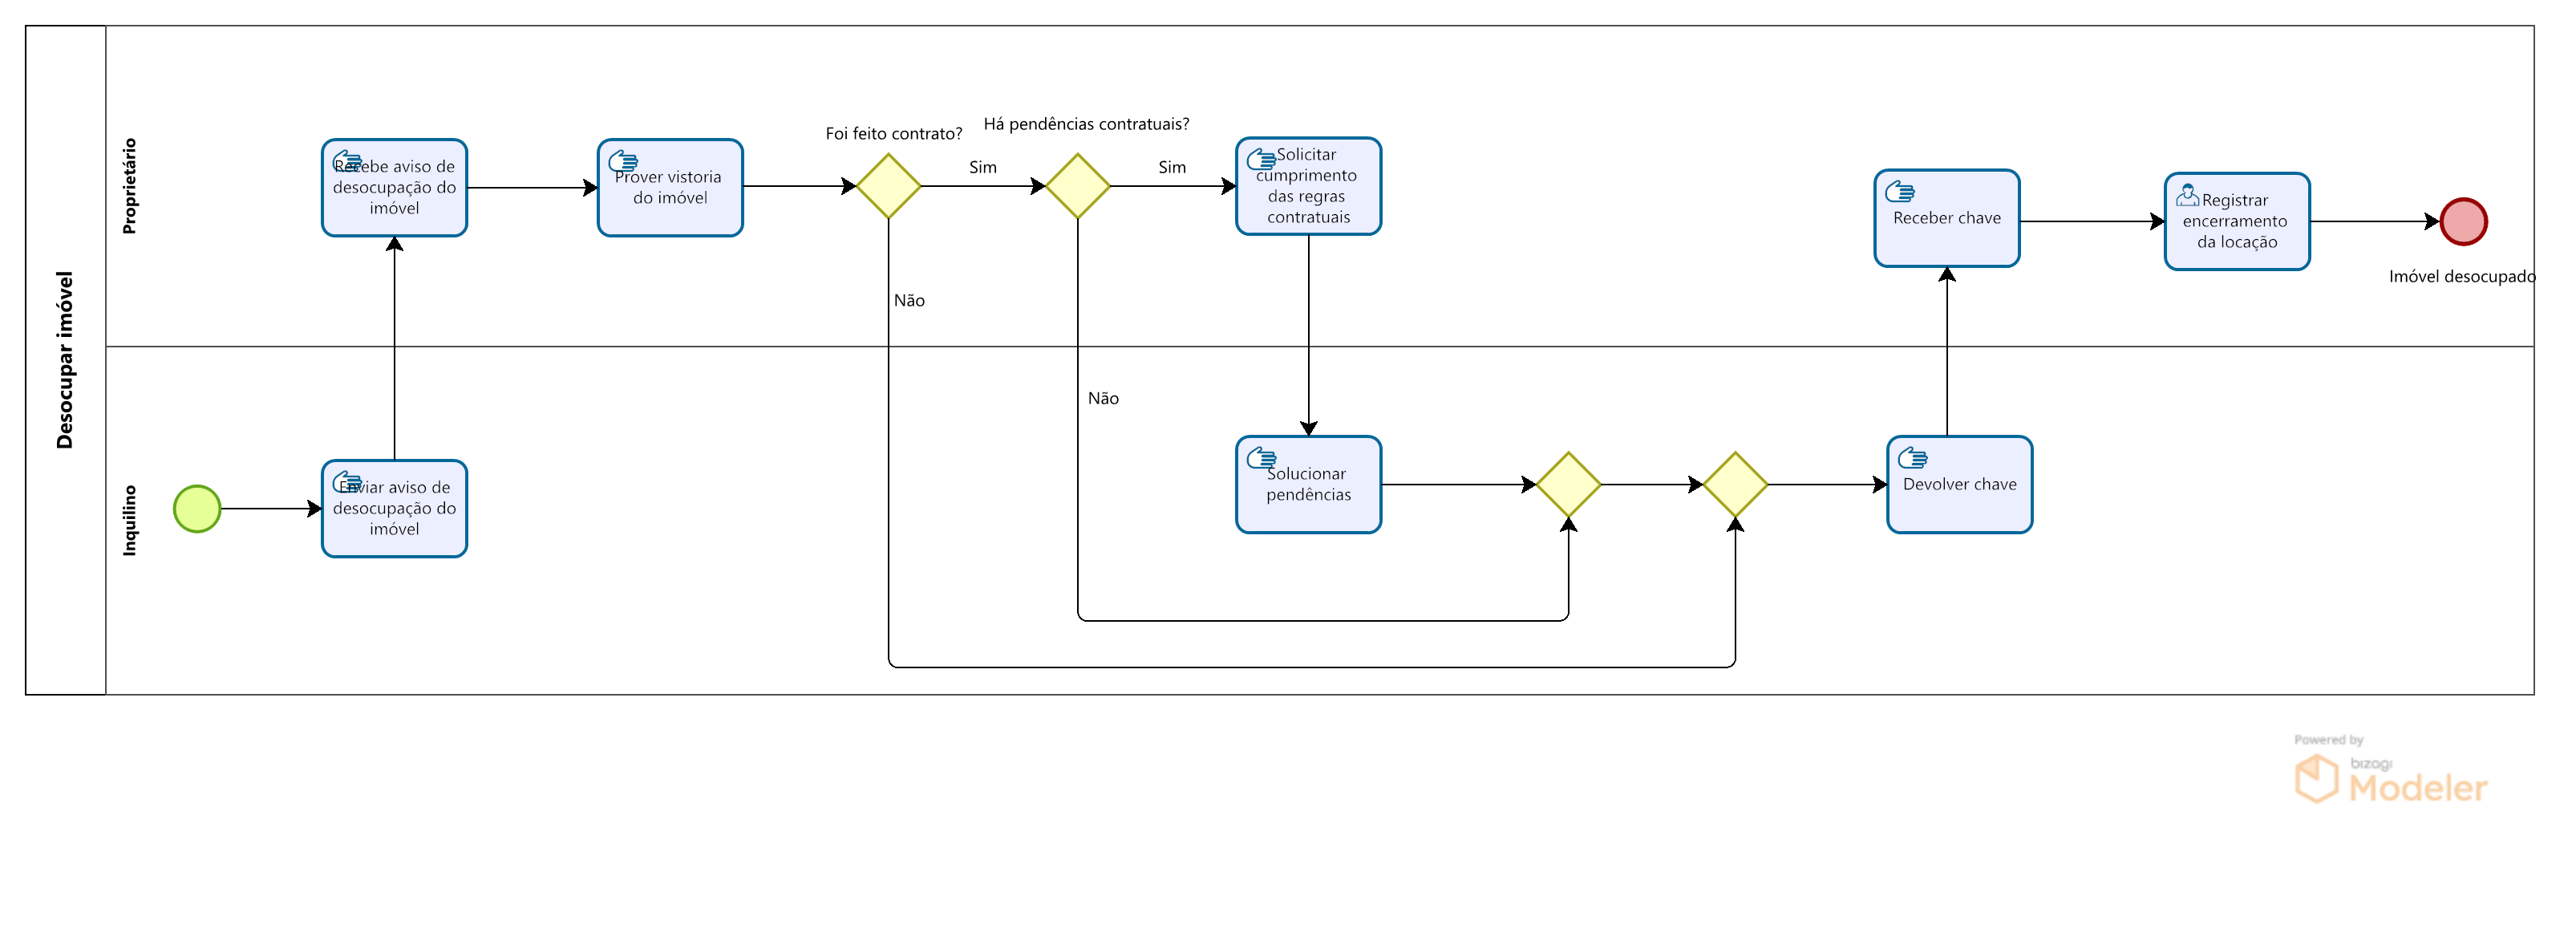 Desocupar imóvel
Proprietário
Recebe aviso de
desocupação do
imóvel
Prover vistoria
do imóvel
Foi feito contrato?
Sim
Não
Há pendências contratuais?
Sim
Não
Solicitar
cumprimento
das regras
contratuais
Receber chave
Registrar
encerramento
da locação
Imóvel desocupado
Inquilino
Enviar aviso de
desocupação do
imóvel
Solucionar
pendências
Devolver chave
Powered by
bizagi
Modeler